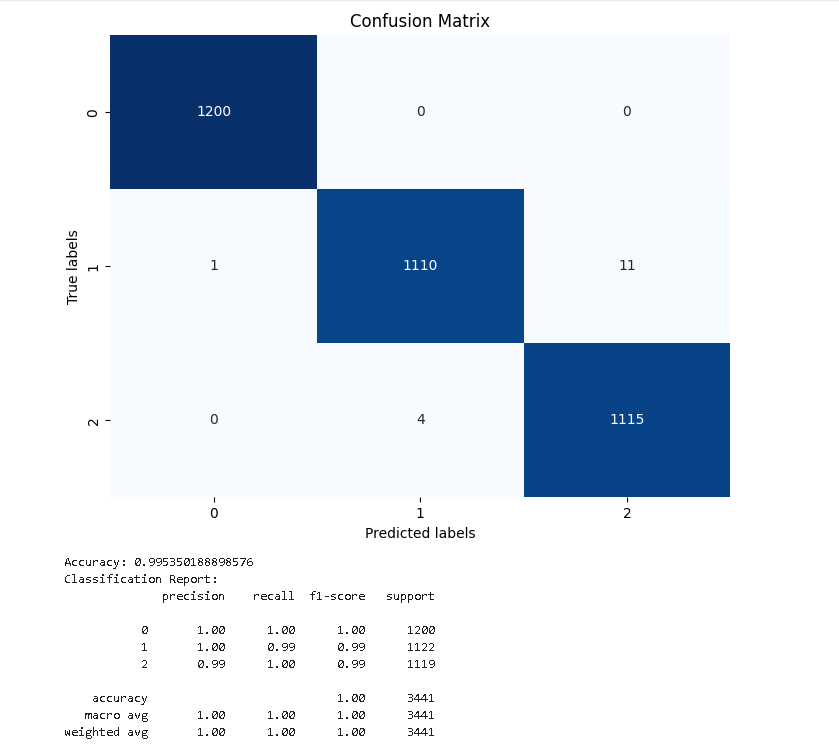 Confusion Matrix
0
1200 0 0
True labels
1
1 1110 11
2
0 4 1115
0 1 2
Predicted labels
Accuracy: 0.995350188898576
Classification Report:
precision recall f1-score support
0 1.00 1.00 1.00 1200
1 1.00 0.99 0.99 1122
2 0.99 1.00 0.99 1119
accuracy 1.00 3441
macro avg 1.00 1.00 1.00 3441
weighted avg 1.00 1.00 1.00 3441